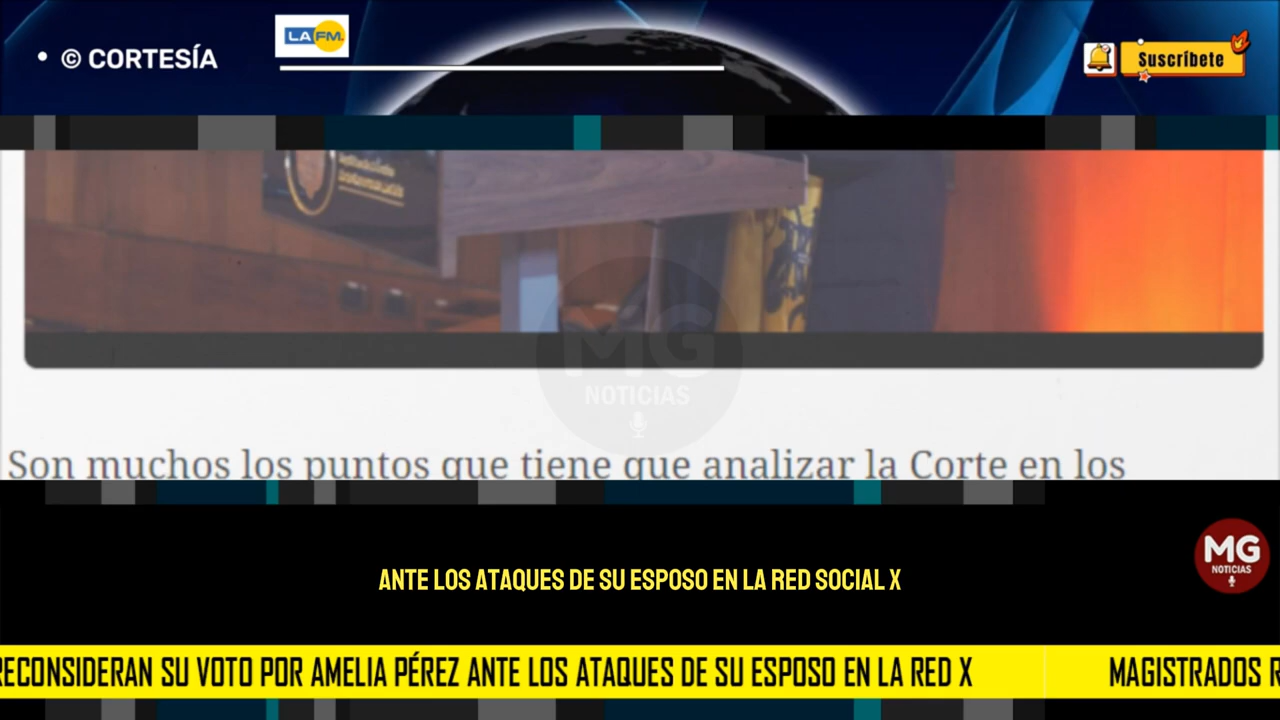 • © CORTESÍA
LA FM.
Suscríbete
MG
NOTICIAS
Son muchos los puntos que tiene que analizar la Corte en los
MG
NOTICIAS
ANTE LOS ATAQUES DE SU ESPOSO EN LA RED SOCIAL X
RECONSIDERAN SU VOTO POR AMELIA PÉREZ ANTE LOS ATAQUES DE SU ESPOSO EN LA RED X MAGISTRADOS R